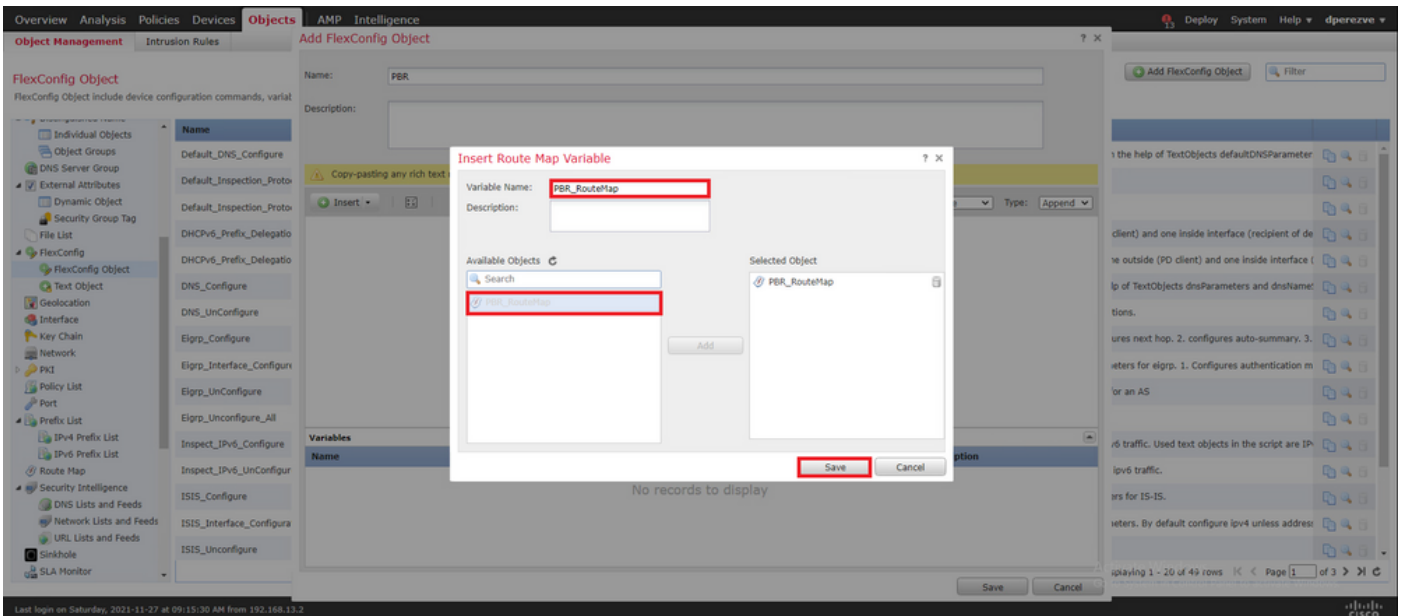 Overview Analysis Policies Devices Objects AMP Intelligence
13 Deploy System Help dperezve
Object Management Intrusion Rules
Add FlexConfig Object ? ×
FlexConfig Object
FlexConfig Object include device configuration commands, variab
Add FlexConfig Object Filter
Name: PBR
Description:
Individual Objects
Object Groups
DNS Server Group
External Attributes
Dynamic Object
Security Group Tag
File List
FlexConfig
FlexConfig Object
Text Object
Geolocation
Interface
Key Chain
Network
PKI
Policy List
Port
Prefix List
IPv4 Prefix List
IPv6 Prefix List
Route Map
Security Intelligence
DNS Lists and Feeds
Network Lists and Feeds
URL Lists and Feeds
Sinkhole
SLA Monitor
Name
Default_DNS_Configure
Default_Inspection_Proto
Default_Inspection_Proto
DHCPv6_Prefix_Delegatio
DHCPv6_Prefix_Delegatio
DNS_Configure
DNS_UnConfigure
Eigrp_Configure
Eigrp_Interface_Configure
Eigrp_UnConfigure
Eigrp_Unconfigure_All
Inspect_IPv6_Configure
Inspect_IPv6_UnConfigur
ISIS_Configure
ISIS_Interface_Configura
ISIS_Unconfigure
Copy-pasting any rich text
Insert
Type: Append
Insert Route Map Variable ? ×
Variable Name: PBR_RouteMap
Description:
Available Objects
Search
PBR_RouteMap
Add
Selected Object
PBR_RouteMap
Save Cancel
Variables
Name ption
No records to display
Save Cancel
the help of TextObjects defaultDNSParameter
client) and one inside interface (recipient of de
outside (PD client) and one inside interface (
lp of TextObjects dnsParameters and dnsName
tions.
ures next hop. 2. configures auto-summary. 3.
eters for eigrp. 1. Configures authentication m
for an AS
v6 traffic. Used text objects in the script are IP
ipv6 traffic.
ers for IS-IS.
eters. By default configure ipv4 unless address
splaying 1 - 20 of 49 rows Page 1 of 3
Last login on Saturday, 2021-11-27 at 09:15:30 AM from 192.168.13.2
cisco